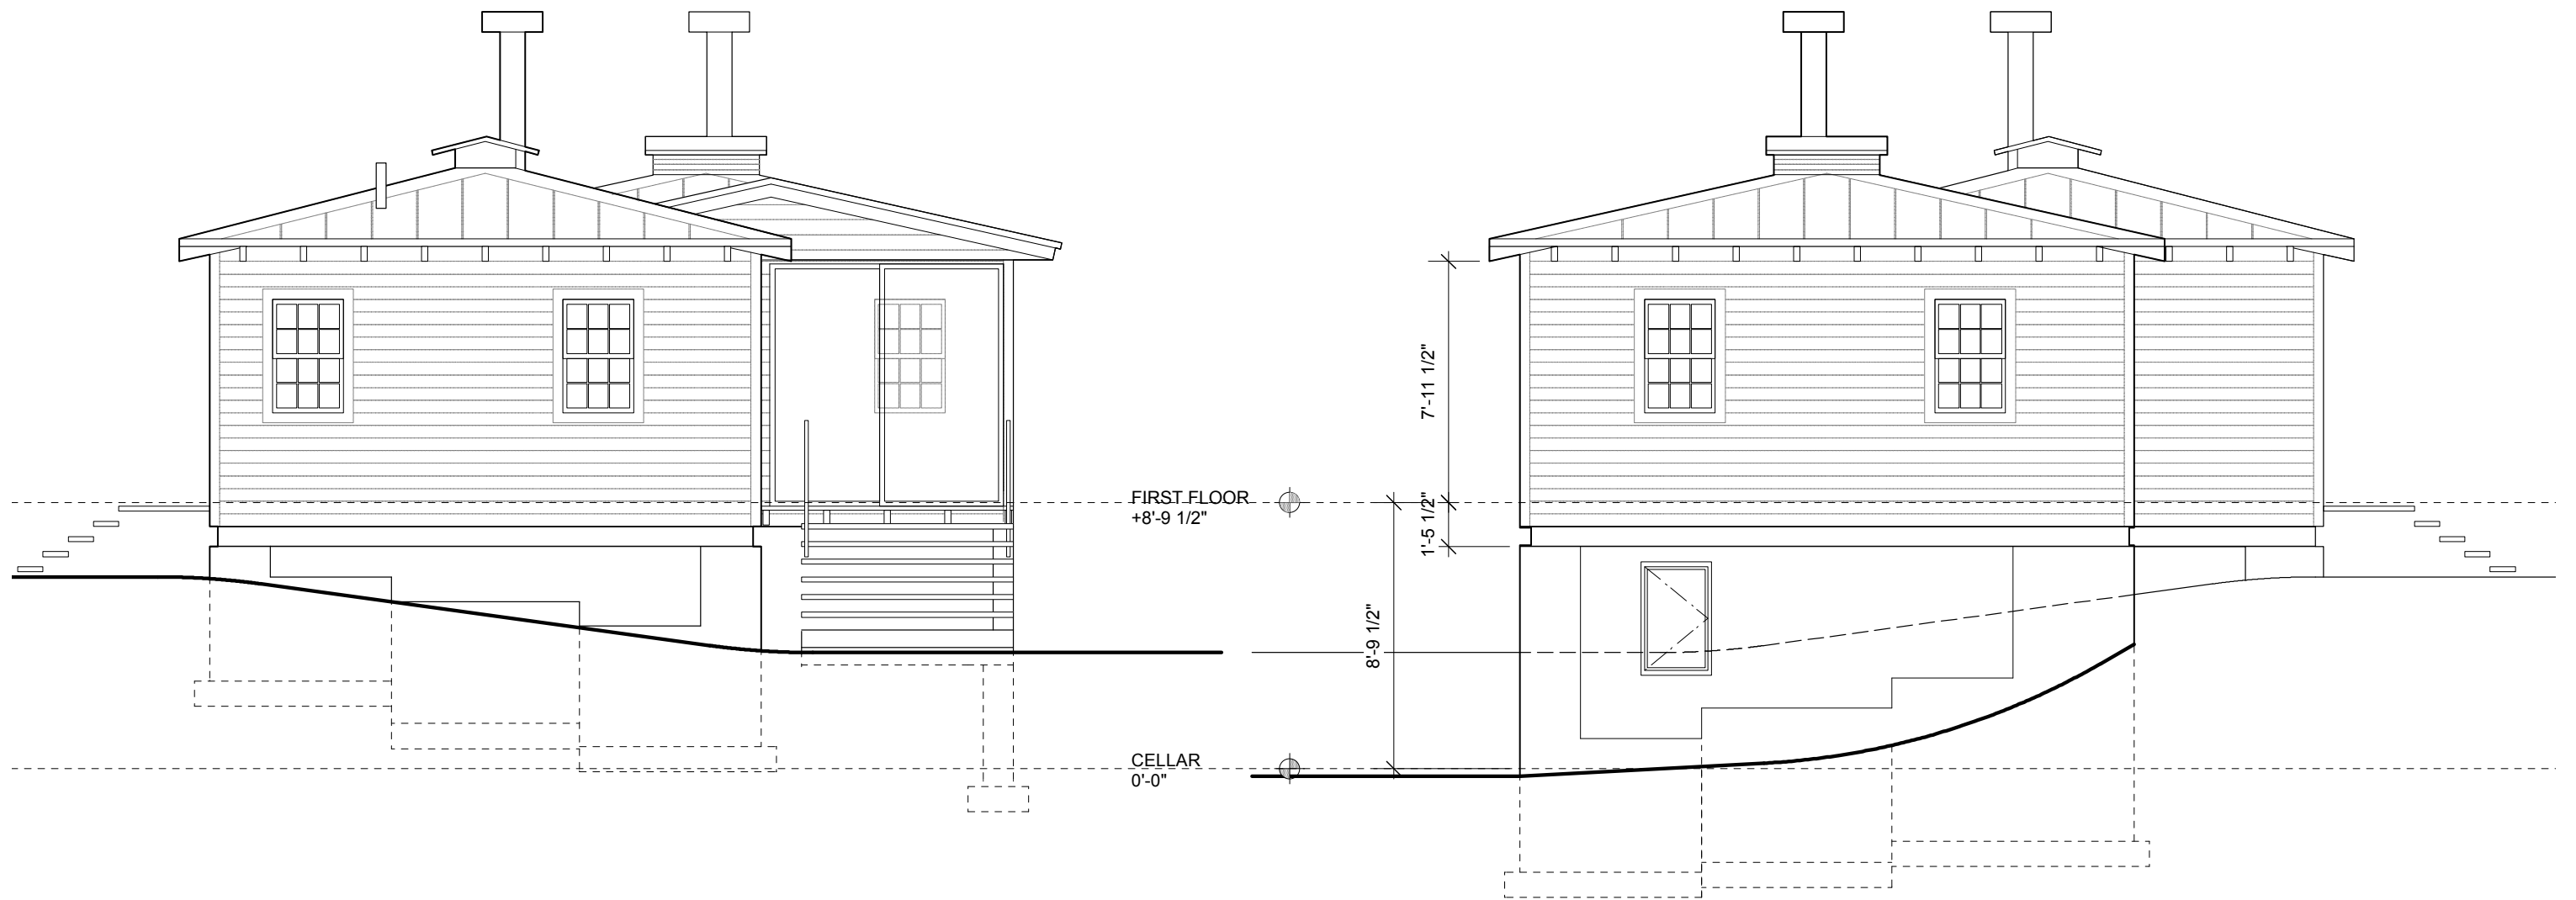 FIRST FLOOR
+8'-9 1/2"
CELLAR
0'-0"
7'-11 1/2"
1'-5 1/2"
8'-9 1/2"